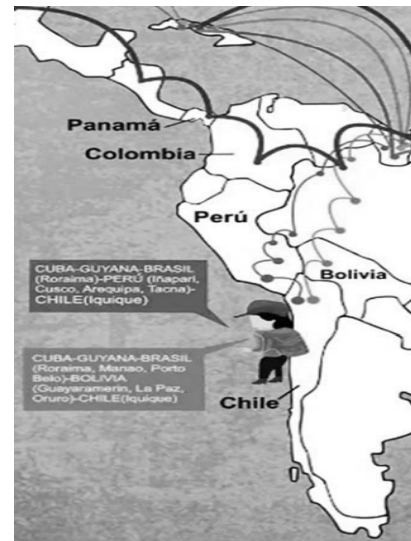 Panamá
Colombia
Perú
Bolivia
CUBA-GUYANA-BRASIL
(Roraima)-PERÚ (Iñapari,
Cusco, Arequipa, Tacna)-
CHILE(Iquique)
CUBA-GUYANA-BRASIL
(Roraima, Manao, Porto
Belo)-BOLIVIA
(Guayaramerin, La Paz,
Oruro)-CHILE(Iquique)
Chile